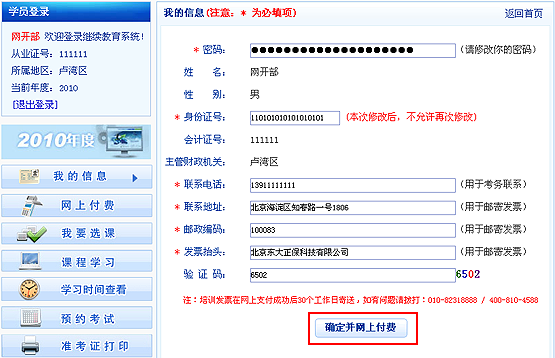 学员登录
网开部 欢迎登录继续教育系统!
从业证号: 111111
所属地区: 卢湾区
当前年度: 2010
[退出登录]
2010年度
我的信息
网上付费
我要选课
课程学习
学习时间查看
预约考试
准考证打印
我的信息(注意: * 为必填项) 返回首页
* 密码: ●●●●●●●●●●●●●●●●●●●● (请修改你的密码)
姓 名: 网开部
性 别: 男
* 身份证号: 110101010101010101 (本次修改后,不允许再次修改)
会计证号: 111111
主管财政机关: 卢湾区
* 联系电话: 13911111111 (用于考务联系)
* 联系地址: 北京海淀区知春路一号1806 (用于邮寄发票)
* 邮政编码: 100083 (用于邮寄发票)
* 发票抬头: 北京东大正保科技有限公司 (用于邮寄发票)
验 证 码: 6502 6502
注:培训发票在网上支付成功后30个工作日寄送,如有问题请拨打:010-82318888 / 400-810-4588
确定并网上付费